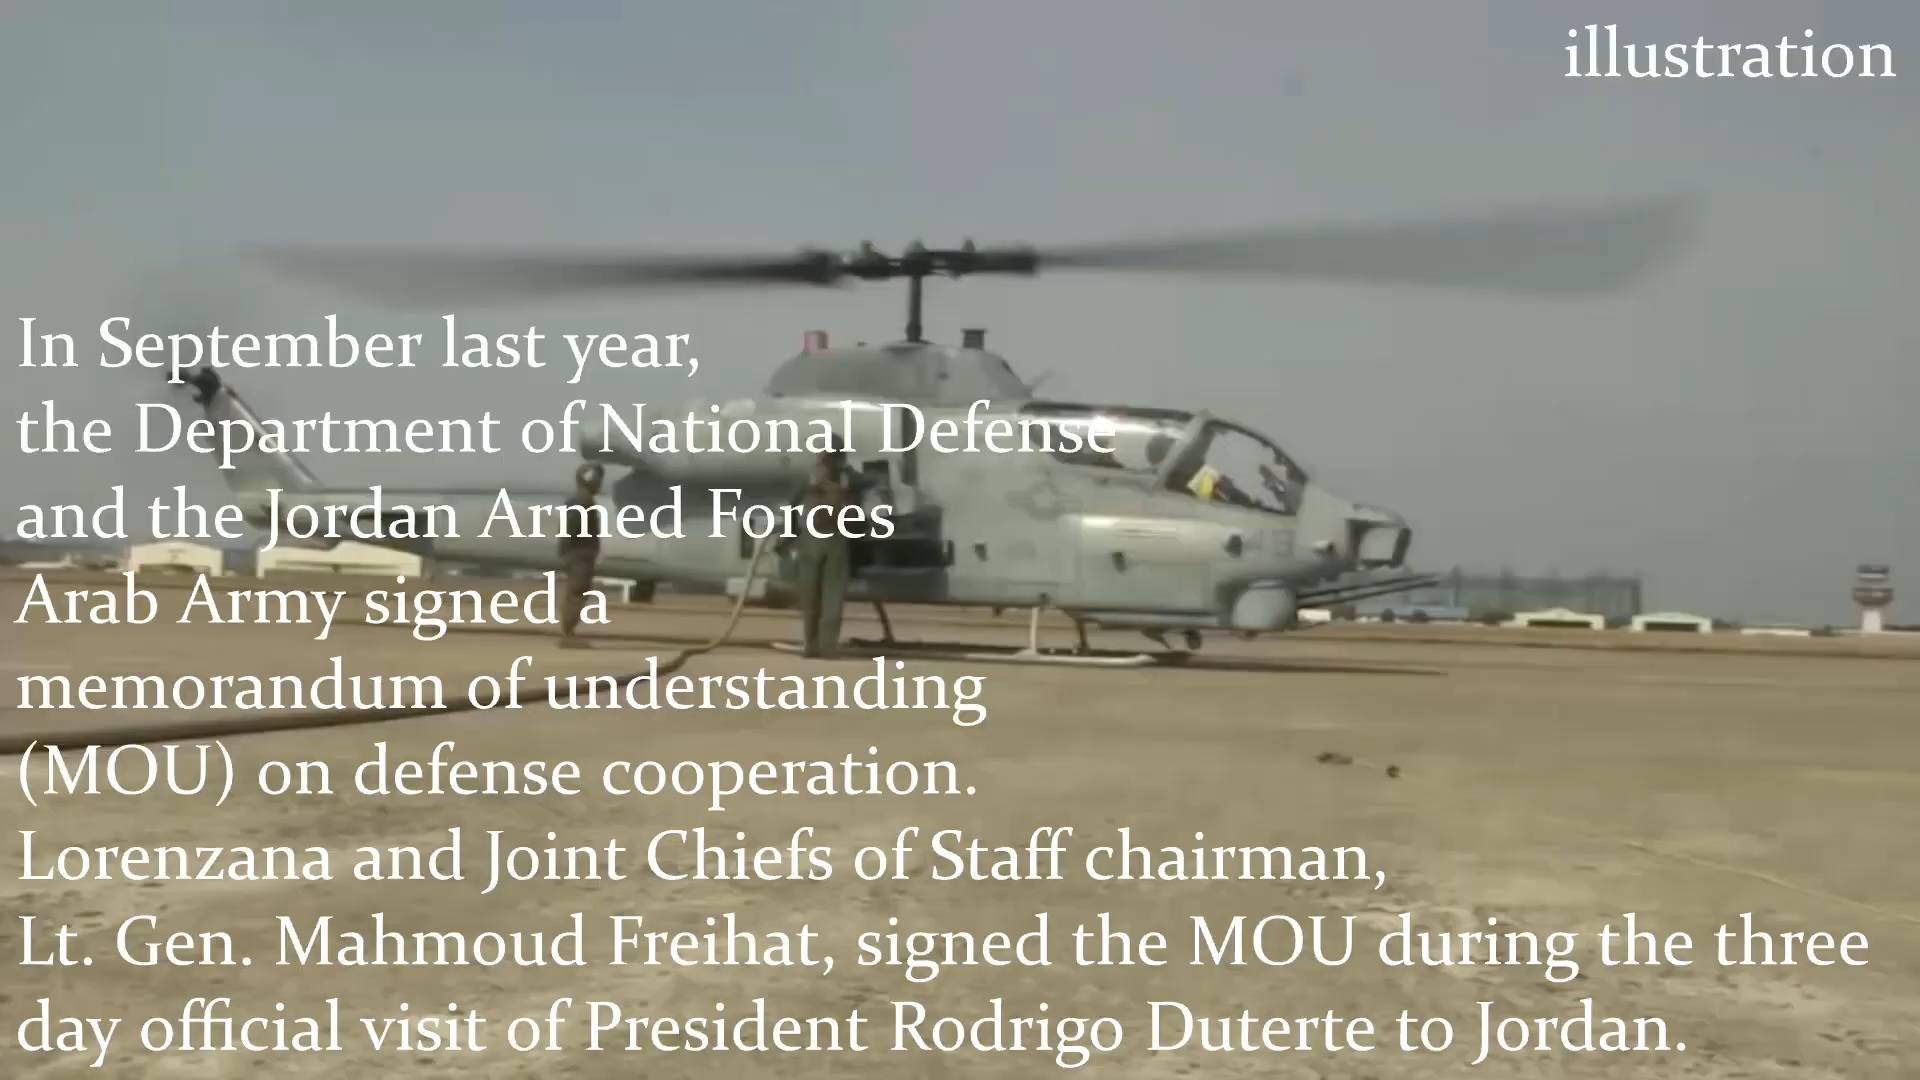 illustration
In September last year,
the Department of National Defense
and the Jordan Armed Forces
Arab Army signed a
memorandum of understanding
(MOU) on defense cooperation.
Lorenzana and Joint Chiefs of Staff chairman,
Lt. Gen. Mahmoud Freihat, signed the MOU during the three
day official visit of President Rodrigo Duterte to Jordan.